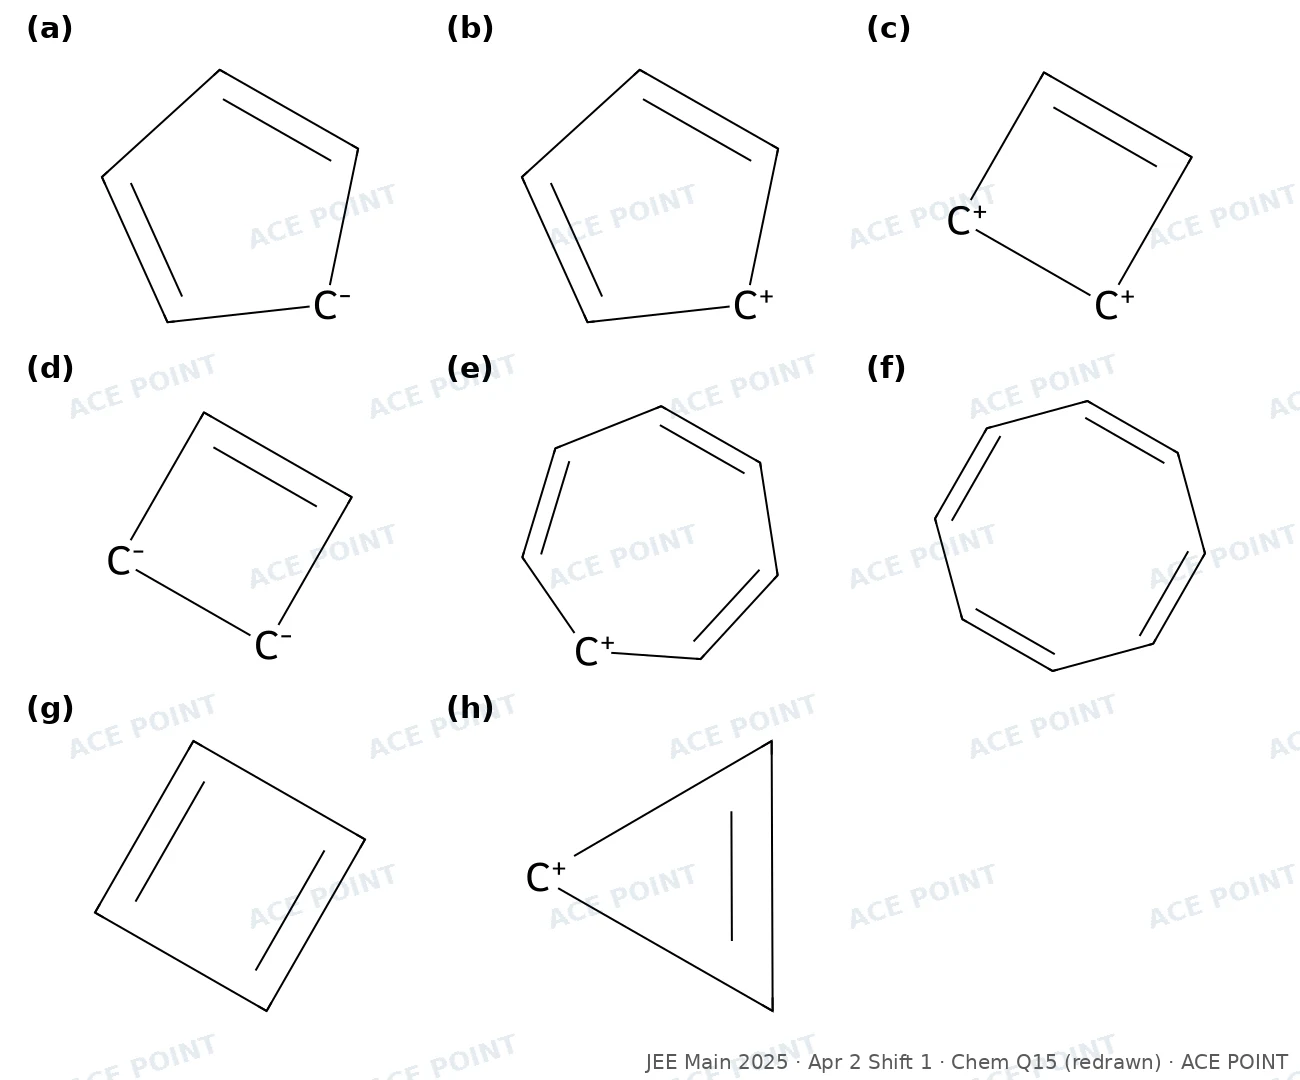 (a) (b) (c)
C⁻ C⁺ C⁺ C⁺
(d) (e) (f)
C⁻ C⁻ C⁺
(g) (h)
C⁺
ACE POINT
JEE Main 2025 · Apr 2 Shift 1 · Chem Q15 (redrawn) · ACE POINT